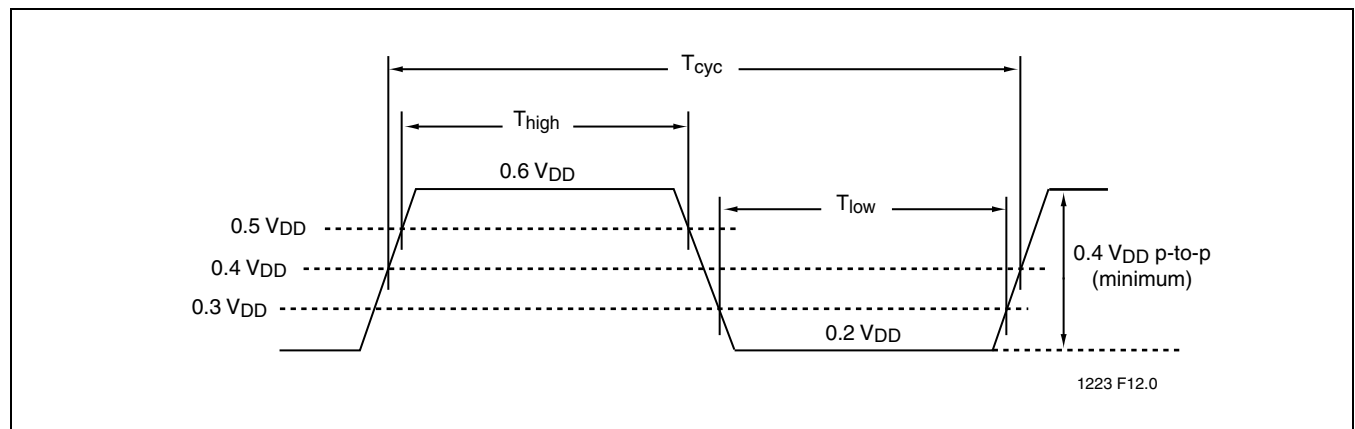 Tcyc
Thigh
0.6 VDD
Tlow
0.5 VDD
0.4 VDD
0.4 VDD p-to-p
(minimum)
0.3 VDD
0.2 VDD
1223 F12.0